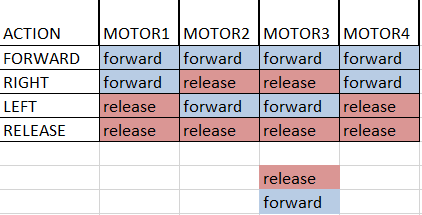 ACTION MOTOR1 MOTOR2 MOTOR3 MOTOR4
FORWARD forward forward forward forward
RIGHT forward release release forward
LEFT release forward forward release
RELEASE release release release release
release
forward